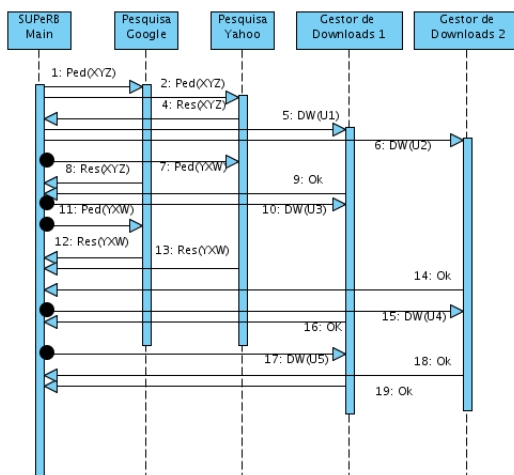 SUPeRB
Main
Pesquisa
Google
Pesquisa
Yahoo
Gestor de
Downloads 1
Gestor de
Downloads 2
1: Ped(XYZ)
2: Ped(XYZ)
4: Res(XYZ)
5: DW(U1)
6: DW(U2)
7: Ped(YXW)
8: Res(XYZ)
9: Ok
10: DW(U3)
11: Ped(YXW)
12: Res(YXW)
13: Res(YXW)
14: Ok
15: DW(U4)
16: OK
17: DW(U5)
18: Ok
19: Ok